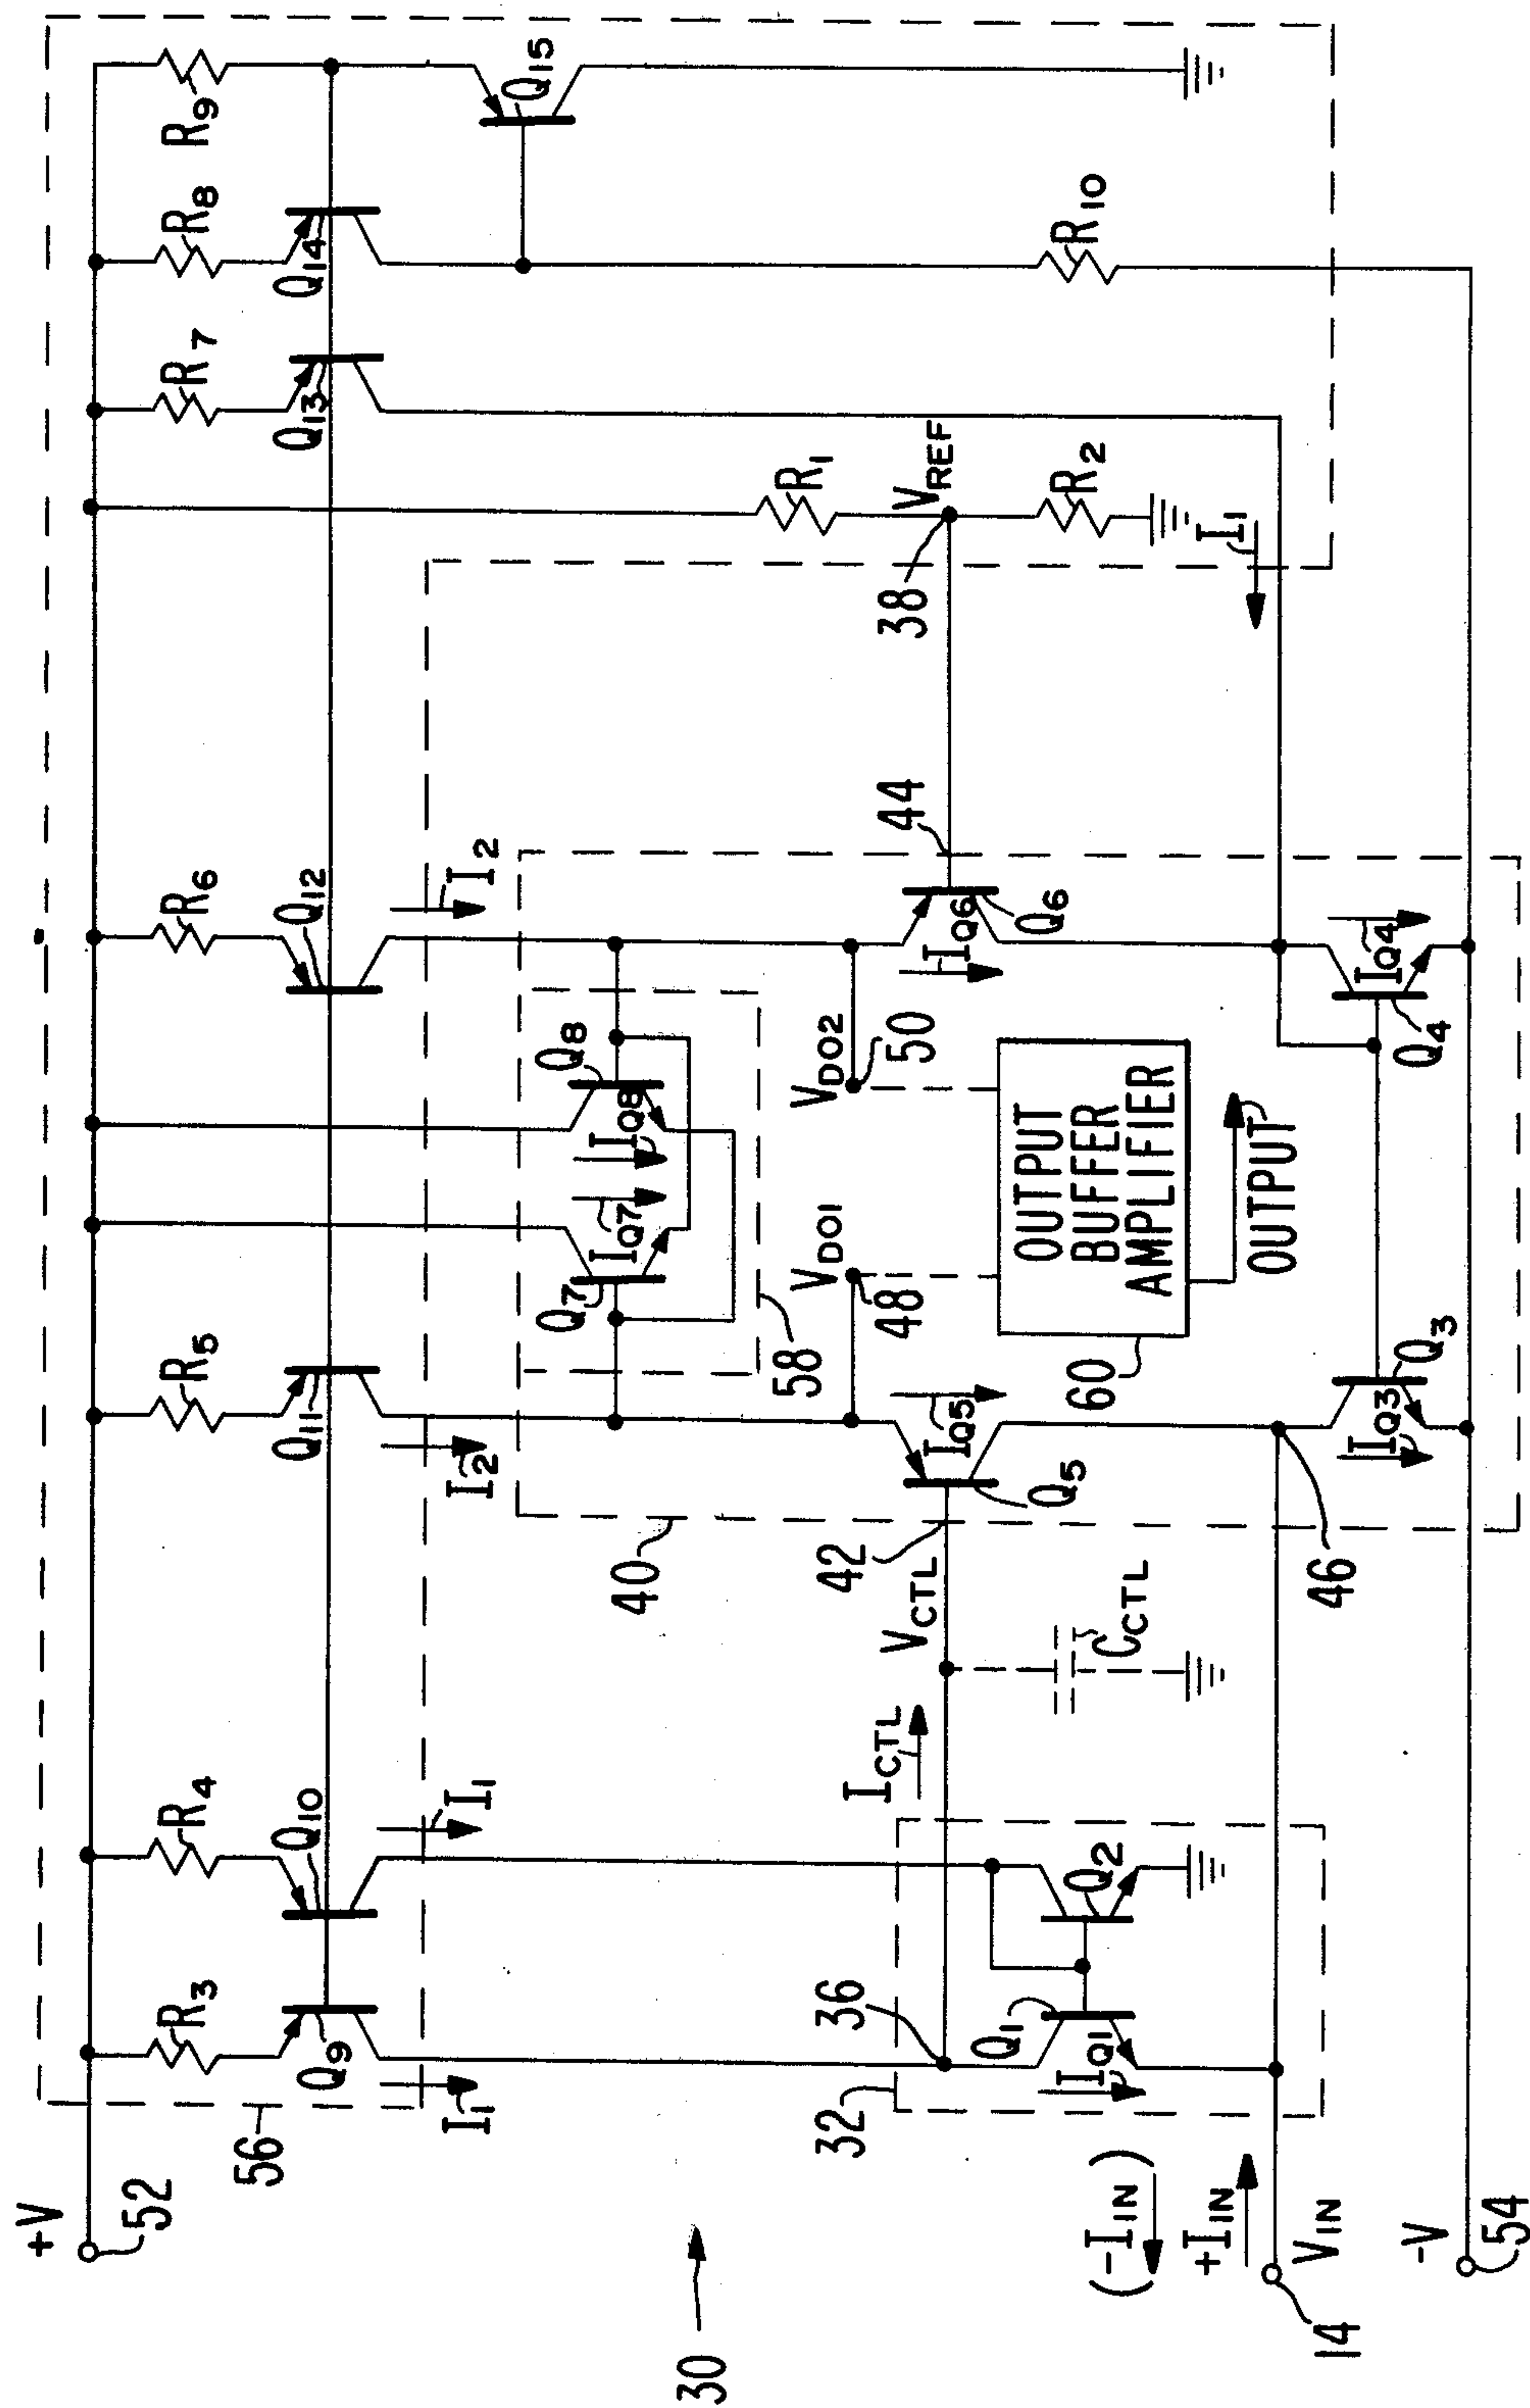 +V
52
56
R3
R4
R5
R6
R7
R8
R9
Q9
Q10
Q11
Q12
Q13
Q14
Q15
I1
I1
I2
I2
30
32
36
Q1
IQ1
Q2
ICTL
VCTL
CCTL
40
42
Q5
IQ5
58
Q7
IQ7
Q8
IQ8
VDO1
48
VDO2
50
44
Q6
IQ6
38
VREF
R1
R2
R10
I1
60
OUTPUT
BUFFER
AMPLIFIER
OUTPUT
(-IIN)
+IIN
VIN
14
46
IQ3
Q3
IQ4
Q4
-V
54